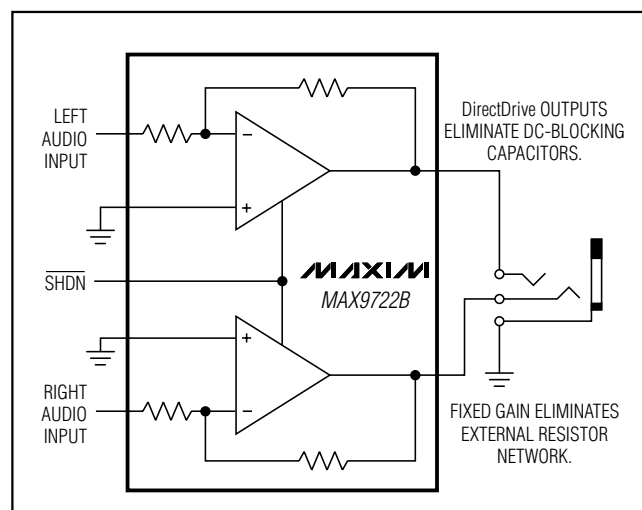 LEFT
AUDIO
INPUT
−
+
DirectDrive OUTPUTS
ELIMINATE DC-BLOCKING
CAPACITORS.
SHDN
MAXIM
MAX9722B
+
−
RIGHT
AUDIO
INPUT
FIXED GAIN ELIMINATES
EXTERNAL RESISTOR
NETWORK.